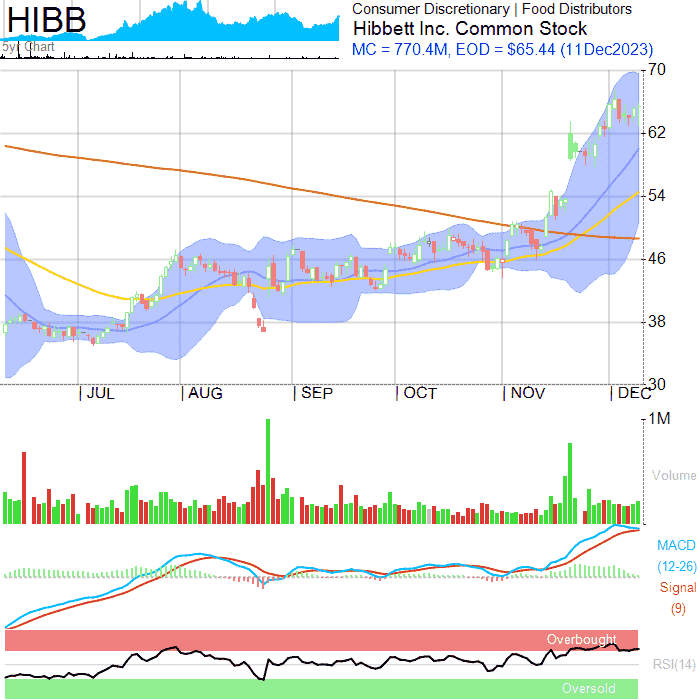 HIBB
5yr Chart
Consumer Discretionary | Food Distributors
Hibbett Inc. Common Stock
MC = 770.4M, EOD = $65.44 (11Dec2023)
70
62
54
46
38
30
| JUL | AUG | SEP | OCT | NOV | DEC
1M
Volume
MACD
(12-26)
Signal
(9)
Overbought
RSI(14)
Oversold